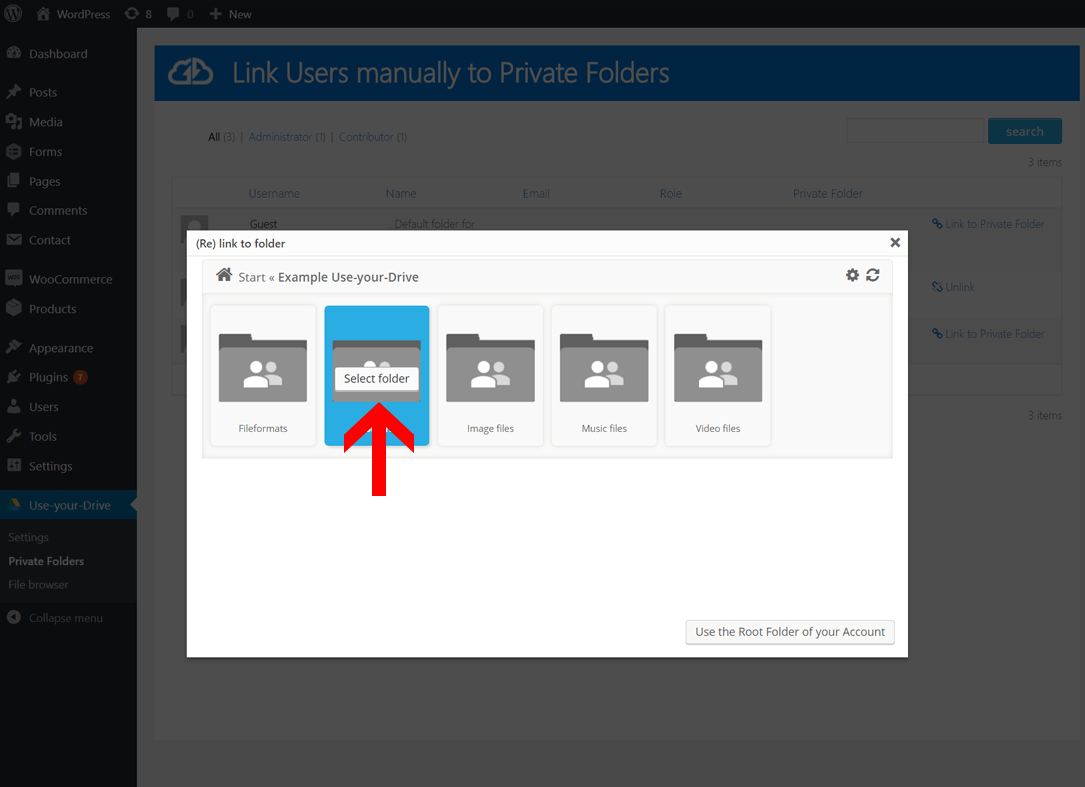 WordPress 8 0 New
Dashboard
Posts
Media
Forms
Pages
Comments
Contact
WooCommerce
Products
Appearance
Plugins 7
Users
Tools
Settings
Use-your-Drive
Settings
Private Folders
File browser
Collapse menu
Link Users manually to Private Folders
All (3) | Administrator (1) | Contributor (1)
search
3 items
Username Name Email Role Private Folder
Guest ...Default folder for Link to Private Folder
Unlink
Link to Private Folder
3 items
(Re) link to folder
Start « Example Use-your-Drive
Select folder
Fileformats Image files Music files Video files
Use the Root Folder of your Account